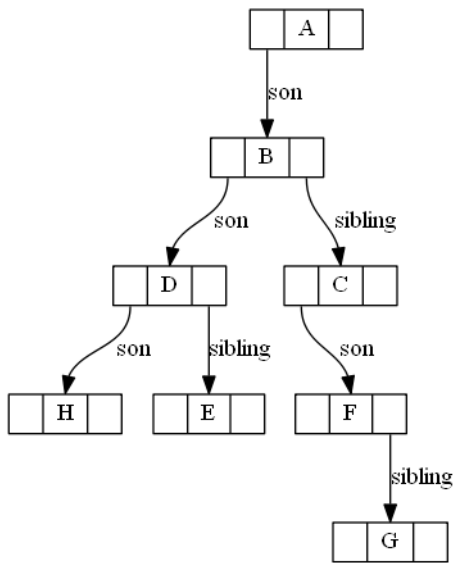 A
son
B
son sibling
D C
son sibling son
H E F
sibling
G